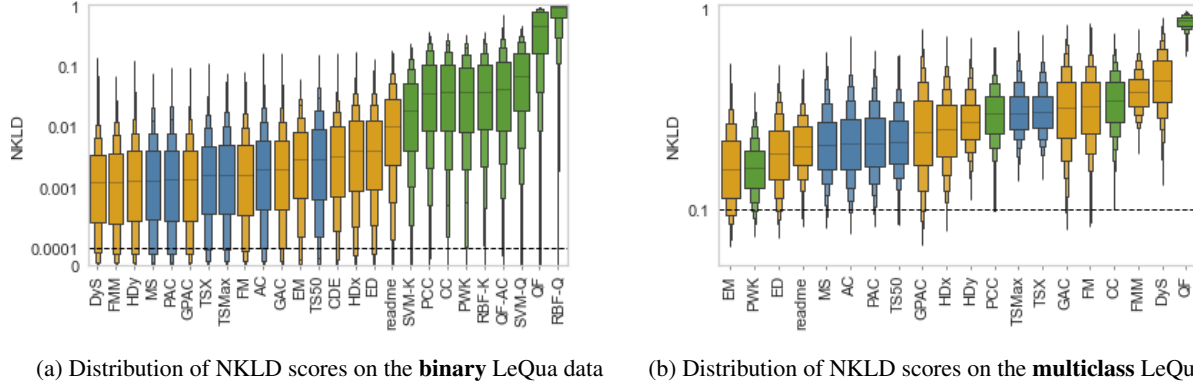 1
0.1
0.01
0.001
0.0001
0
NKLD
DyS
FMM
HDy
MS
PAC
GPAC
TSX
TSMax
FM
AC
GAC
EM
TS50
CDE
HDx
ED
readme
SVM-K
PCC
CC
PWK
RBF-K
QF-AC
SVM-Q
QF
RBF-Q
(a) Distribution of NKLD scores on the binary LeQua data
1
0.1
NKLD
EM
PWK
ED
readme
MS
AC
PAC
TS50
GPAC
HDx
HDy
PCC
TSMax
TSX
GAC
FM
CC
FMM
DyS
QF
(b) Distribution of NKLD scores on the multiclass LeQu